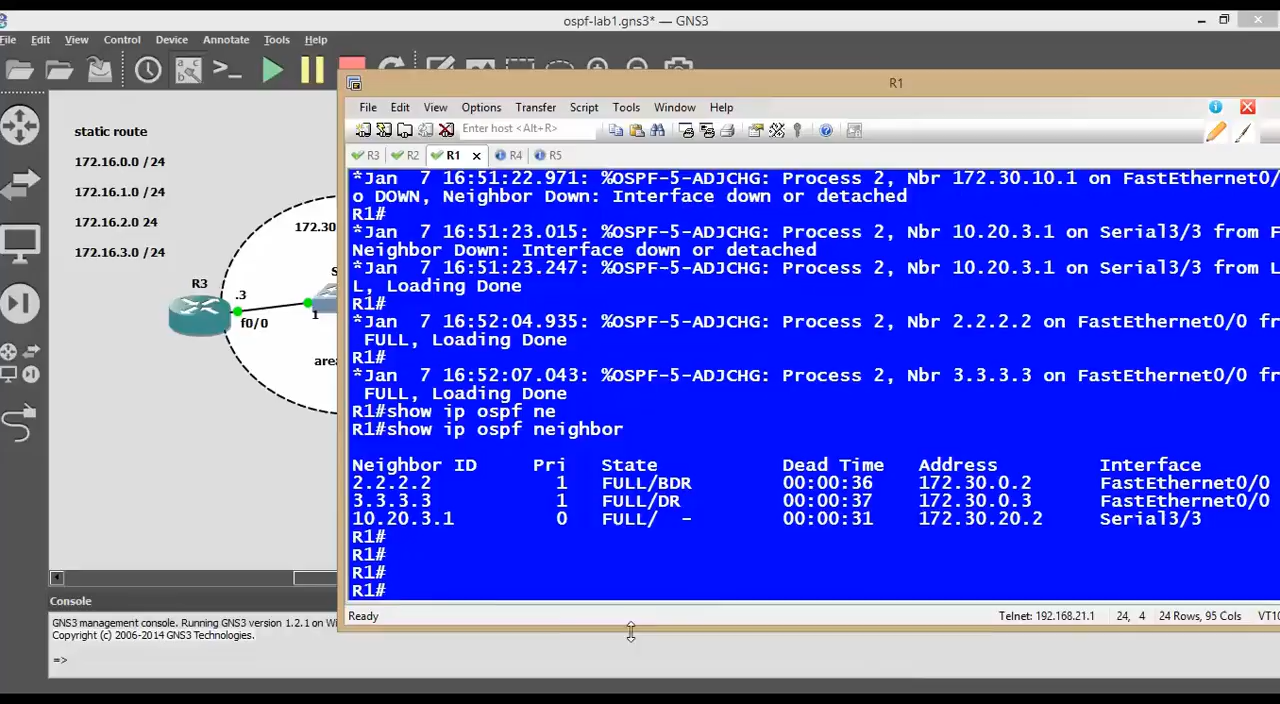 ospf-lab1.gns3* — GNS3
File Edit View Control Device Annotate Tools Help
static route
172.16.0.0 /24
172.16.1.0 /24
172.16.2.0 24
172.16.3.0 /24
172.30
R3
.3
f0/0
1
area
R1
File Edit View Options Transfer Script Tools Window Help
Enter host <Alt+R>
R3 R2 R1 R4 R5
*Jan 7 16:51:22.971: %OSPF-5-ADJCHG: Process 2, Nbr 172.30.10.1 on FastEthernet0/
o DOWN, Neighbor Down: Interface down or detached
R1#
*Jan 7 16:51:23.015: %OSPF-5-ADJCHG: Process 2, Nbr 10.20.3.1 on Serial3/3 from F
Neighbor Down: Interface down or detached
*Jan 7 16:51:23.247: %OSPF-5-ADJCHG: Process 2, Nbr 10.20.3.1 on Serial3/3 from L
L, Loading Done
R1#
*Jan 7 16:52:04.935: %OSPF-5-ADJCHG: Process 2, Nbr 2.2.2.2 on FastEthernet0/0 fr
FULL, Loading Done
R1#
*Jan 7 16:52:07.043: %OSPF-5-ADJCHG: Process 2, Nbr 3.3.3.3 on FastEthernet0/0 fr
FULL, Loading Done
R1#show ip ospf ne
R1#show ip ospf neighbor
Neighbor ID Pri State Dead Time Address Interface
2.2.2.2 1 FULL/BDR 00:00:36 172.30.0.2 FastEthernet0/0
3.3.3.3 1 FULL/DR 00:00:37 172.30.0.3 FastEthernet0/0
10.20.3.1 0 FULL/ - 00:00:31 172.30.20.2 Serial3/3
R1#
R1#
R1#
R1#
Ready Telnet: 192.168.21.1 24, 4 24 Rows, 95 Cols VT10
Console
GNS3 management console. Running GNS3 version 1.2.1 on Wi
Copyright (c) 2006-2014 GNS3 Technologies.
=>